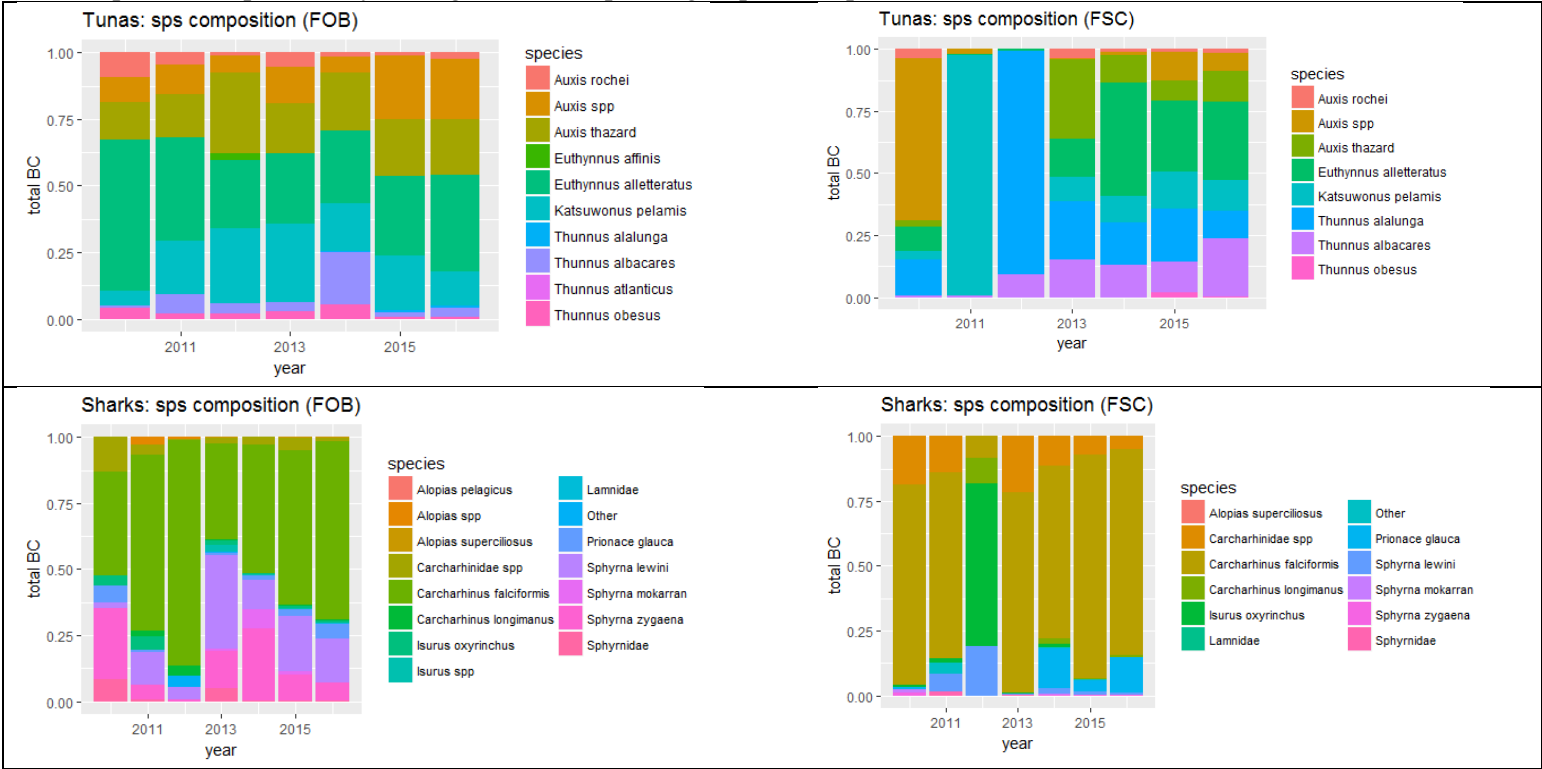 Tunas: sps composition (FOB)
total BC
1.00
0.75
0.50
0.25
0.00
2011
2013
2015
year
species
Auxis rochei
Auxis spp
Auxis thazard
Euthynnus affinis
Euthynnus alletteratus
Katsuwonus pelamis
Thunnus alalunga
Thunnus albacares
Thunnus atlanticus
Thunnus obesus
Tunas: sps composition (FSC)
total BC
1.00
0.75
0.50
0.25
0.00
2011
2013
2015
year
species
Auxis rochei
Auxis spp
Auxis thazard
Euthynnus alletteratus
Katsuwonus pelamis
Thunnus alalunga
Thunnus albacares
Thunnus obesus
Sharks: sps composition (FOB)
total BC
1.00
0.75
0.50
0.25
0.00
2011
2013
2015
year
species
Alopias pelagicus
Alopias spp
Alopias superciliosus
Carcharhinidae spp
Carcharhinus falciformis
Carcharhinus longimanus
Isurus oxyrinchus
Isurus spp
Lamnidae
Other
Prionace glauca
Sphyrna lewini
Sphyrna mokarran
Sphyrna zygaena
Sphyrnidae
Sharks: sps composition (FSC)
total BC
1.00
0.75
0.50
0.25
0.00
2011
2013
2015
year
species
Alopias superciliosus
Carcharhinidae spp
Carcharhinus falciformis
Carcharhinus longimanus
Isurus oxyrinchus
Lamnidae
Other
Prionace glauca
Sphyrna lewini
Sphyrna mokarran
Sphyrna zygaena
Sphyrnidae